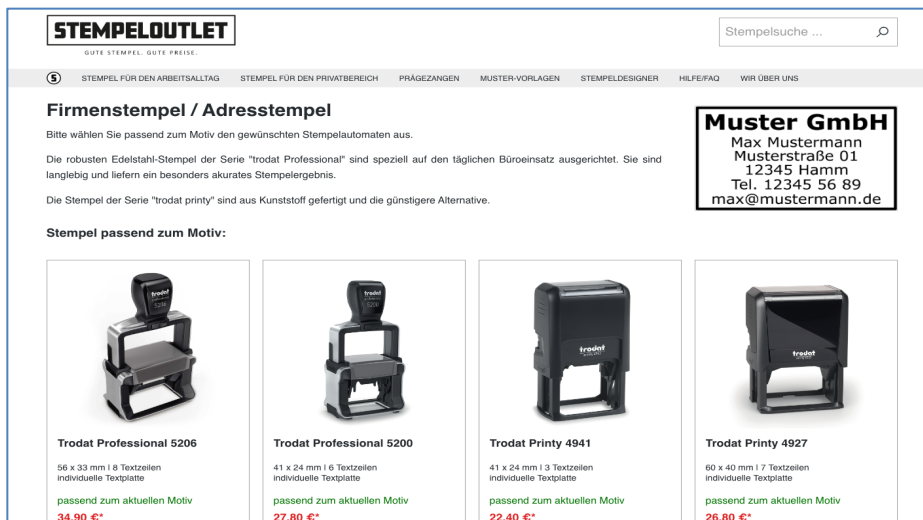 STEMPELOUTLET
GUTE STEMPEL. GUTE PREISE.
Stempelsuche ...
S STEMPEL FÜR DEN ARBEITSALLTAG STEMPEL FÜR DEN PRIVATBEREICH PRÄGEZANGEN MUSTER-VORLAGEN STEMPELDESIGNER HILFE/FAQ WIR ÜBER UNS
Firmenstempel / Adresstempel
Bitte wählen Sie passend zum Motiv den gewünschten Stempelautomaten aus.
Die robusten Edelstahl-Stempel der Serie "trodat Professional" sind speziell auf den täglichen Büroeinsatz ausgerichtet. Sie sind
langlebig und liefern ein besonders akurates Stempelergebnis.
Die Stempel der Serie "trodat printy" sind aus Kunststoff gefertigt und die günstigere Alternative.
Muster GmbH
Max Mustermann
Musterstraße 01
12345 Hamm
Tel. 12345 56 89
max@mustermann.de
Stempel passend zum Motiv:
trodat
5206
Trodat Professional 5206
56 x 33 mm | 8 Textzeilen
individuelle Textplatte
passend zum aktuellen Motiv
34,90 €*
trodat
5200
Trodat Professional 5200
41 x 24 mm | 6 Textzeilen
individuelle Textplatte
passend zum aktuellen Motiv
27,80 €*
trodat
Trodat Printy 4941
41 x 24 mm | 3 Textzeilen
individuelle Textplatte
passend zum aktuellen Motiv
22,40 €*
trodat
Trodat Printy 4927
60 x 40 mm | 7 Textzeilen
individuelle Textplatte
passend zum aktuellen Motiv
26,80 €*